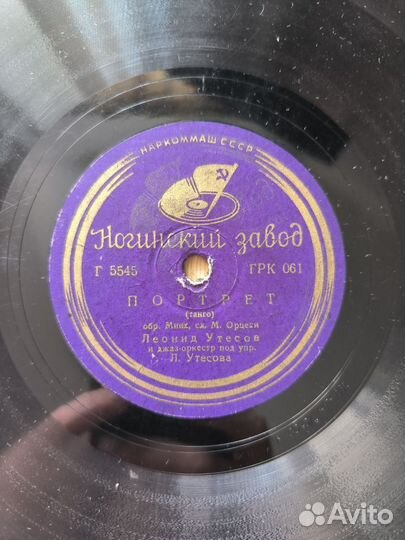 НАРКОММАШ СССР
Ногинский завод
Г 5545 ГРК 061
ПОРТРЕТ
(танго)
обр. Минх, сл. М. Орцеги
Леонид Утесов
и джаз-оркестр под упр.
Л. Утесова
Avito